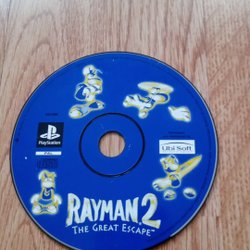 PlayStation
Ubi Soft
RAYMAN 2
THE GREAT ESCAPE